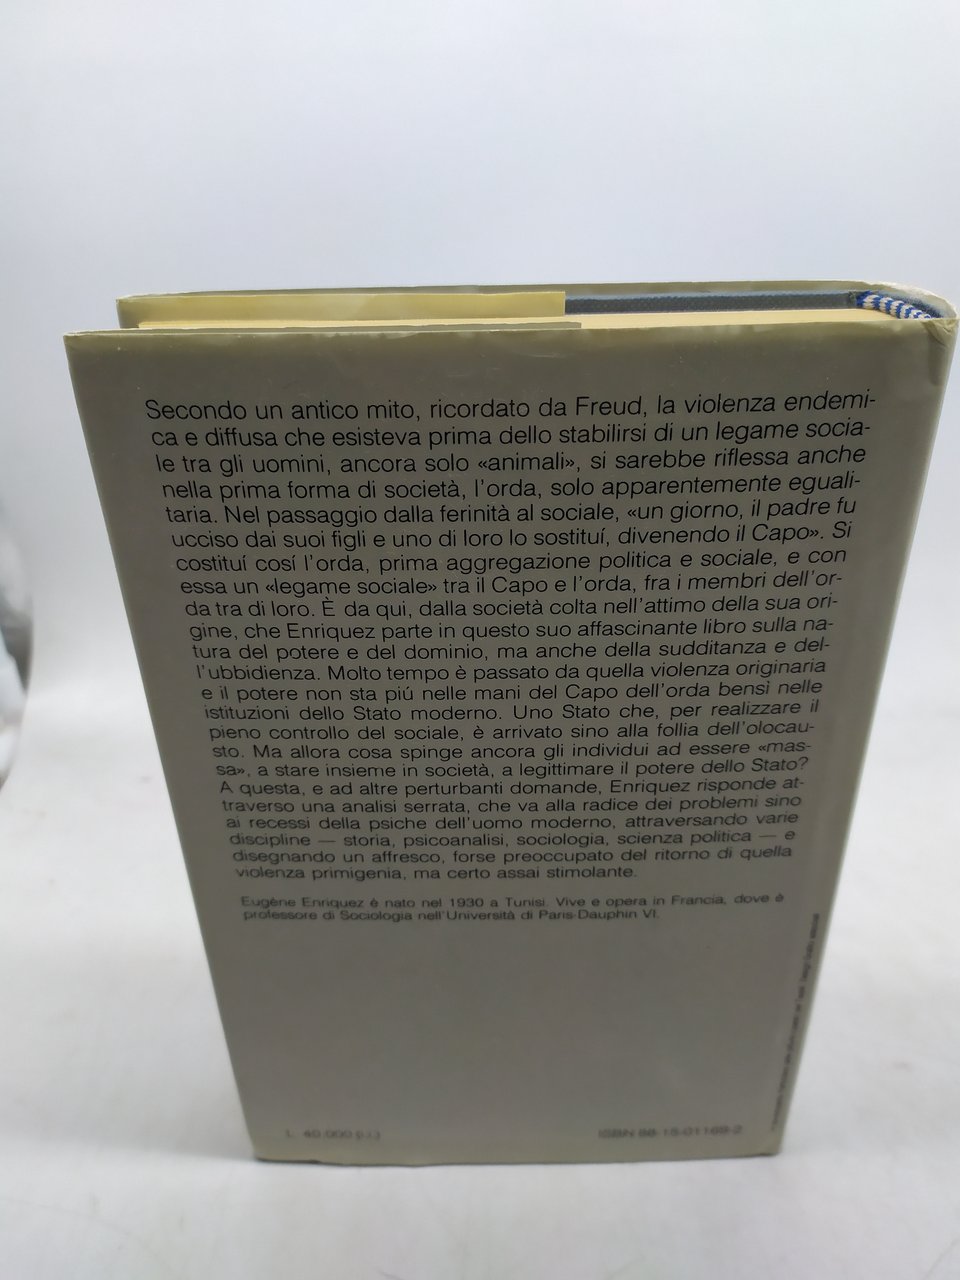 Secondo un antico mito, ricordato da Freud, la violenza endemi-
ca e diffusa che esisteva prima dello stabilirsi di un legame socia-
le tra gli uomini, ancora solo «animali», si sarebbe riflessa anche
nella prima forma di società, l'orda, solo apparentemente eguali-
taria. Nel passaggio dalla ferinità al sociale, «un giorno, il padre fu
ucciso dai suoi figli e uno di loro lo sostituí, divenendo il Capo». Si
costituí cosí l'orda, prima aggregazione politica e sociale, e con
essa un «legame sociale» tra il Capo e l'orda, fra i membri dell'or-
da tra di loro. È da qui, dalla società colta nell'attimo della sua ori-
gine, che Enriquez parte in questo suo affascinante libro sulla na-
tura del potere e del dominio, ma anche della sudditanza e del-
l'ubbidienza. Molto tempo è passato da quella violenza originaria
e il potere non sta piú nelle mani del Capo dell'orda bensì nelle
istituzioni dello Stato moderno. Uno Stato che, per realizzare il
pieno controllo del sociale, è arrivato sino alla follia dell'olocau-
sto. Ma allora cosa spinge ancora gli individui ad essere «mas-
sa», a stare insieme in società, a legittimare il potere dello Stato?
A questa, e ad altre perturbanti domande, Enriquez risponde at-
traverso una analisi serrata, che va alla radice dei problemi sino
ai recessi della psiche dell'uomo moderno, attraversando varie
discipline — storia, psicoanalisi, sociologia, scienza politica — e
disegnando un affresco, forse preoccupato del ritorno di quella
violenza primigenia, ma certo assai stimolante.
Eugène Enriquez è nato nel 1930 a Tunisi. Vive e opera in Francia, dove è
professore di Sociologia nell'Università di Paris-Dauphin VI.
L. 40.000 (i.i.)
ISBN 88-15-01169-2